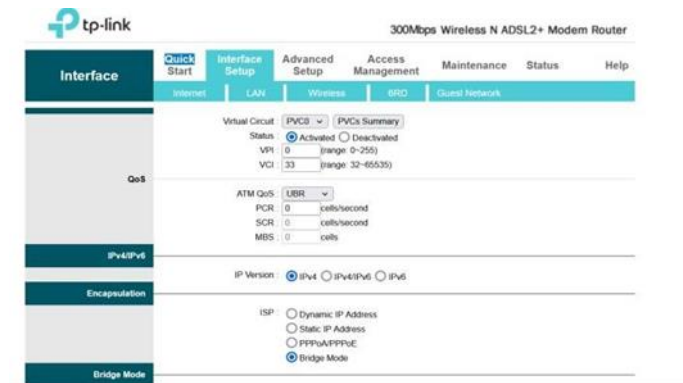 tp-link
300Mbps Wireless N ADSL2+ Modem Router
Interface
Quick Start
Interface Setup
Advanced Setup
Access Management
Maintenance
Status
Help
Internet
LAN
Wireless
6RD
Guest Network
Virtual Circuit : PVC0 PVCs Summary
Status : Activated Deactivated
VPI : 0 (range: 0~255)
VCI : 33 (range: 32~65535)
QoS
ATM QoS : UBR
PCR : 0 cells/second
SCR : 0 cells/second
MBS : 0 cells
IPv4/IPv6
IP Version : IPv4 IPv4/IPv6 IPv6
Encapsulation
ISP : Dynamic IP Address
Static IP Address
PPPoA/PPPoE
Bridge Mode
Bridge Mode